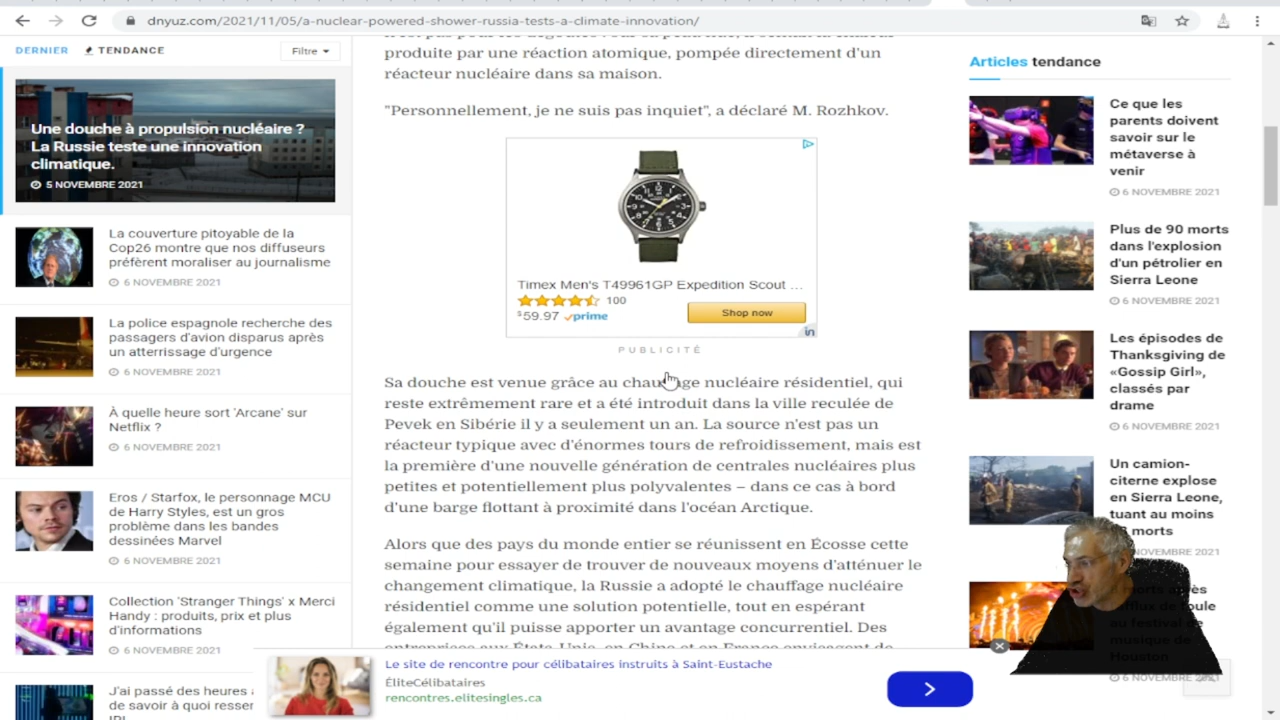 dnyuz.com/2021/11/05/a-nuclear-powered-shower-russia-tests-a-climate-innovation/
DERNIER
TENDANCE
Filtre
Une douche à propulsion nucléaire ?
La Russie teste une innovation
climatique.
5 NOVEMBRE 2021
La couverture pitoyable de la
Cop26 montre que nos diffuseurs
préfèrent moraliser au journalisme
6 NOVEMBRE 2021
La police espagnole recherche des
passagers d'avion disparus après
un atterrissage d'urgence
6 NOVEMBRE 2021
À quelle heure sort 'Arcane' sur
Netflix ?
6 NOVEMBRE 2021
Eros / Starfox, le personnage MCU
de Harry Styles, est un gros
problème dans les bandes
dessinées Marvel
6 NOVEMBRE 2021
Collection 'Stranger Things' x Merci
Handy : produits, prix et plus
d'informations
6 NOVEMBRE 2021
J'ai passé des heures
de savoir à quoi resser
produite par une réaction atomique, pompée directement d'un
réacteur nucléaire dans sa maison.
"Personnellement, je ne suis pas inquiet", a déclaré M. Rozhkov.
Timex Men's T49961GP Expedition Scout ...
100
$59.97 prime
Shop now
in
PUBLICITÉ
Sa douche est venue grâce au chauffage nucléaire résidentiel, qui
reste extrêmement rare et a été introduit dans la ville reculée de
Pevek en Sibérie il y a seulement un an. La source n'est pas un
réacteur typique avec d'énormes tours de refroidissement, mais est
la première d'une nouvelle génération de centrales nucléaires plus
petites et potentiellement plus polyvalentes – dans ce cas à bord
d'une barge flottant à proximité dans l'océan Arctique.
Alors que des pays du monde entier se réunissent en Écosse cette
semaine pour essayer de trouver de nouveaux moyens d'atténuer le
changement climatique, la Russie a adopté le chauffage nucléaire
résidentiel comme une solution potentielle, tout en espérant
également qu'il puisse apporter un avantage concurrentiel. Des
Articles tendance
Ce que les
parents doivent
savoir sur le
métaverse à
venir
6 NOVEMBRE 2021
Plus de 90 morts
dans l'explosion
d'un pétrolier en
Sierra Leone
6 NOVEMBRE 2021
Les épisodes de
Thanksgiving de
«Gossip Girl»,
classés par
drame
6 NOVEMBRE 2021
Un camion-
citerne explose
en Sierra Leone,
tuant au moins
morts
NOVEMBRE 2021
morts après
foule
au festival de
musique de
Houston
6 NOVEMBRE 2021
Le site de rencontre pour célibataires instruits à Saint-Eustache
ÉliteCélibataires
rencontres.elitesingles.ca